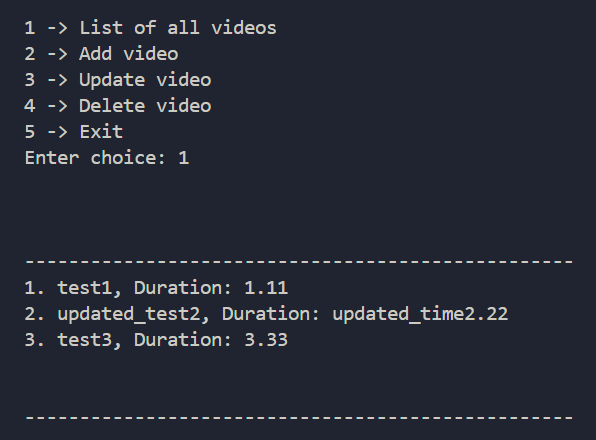 1 -> List of all videos
2 -> Add video
3 -> Update video
4 -> Delete video
5 -> Exit
Enter choice: 1
--------------------------------------------------
1. test1, Duration: 1.11
2. updated_test2, Duration: updated_time2.22
3. test3, Duration: 3.33
--------------------------------------------------